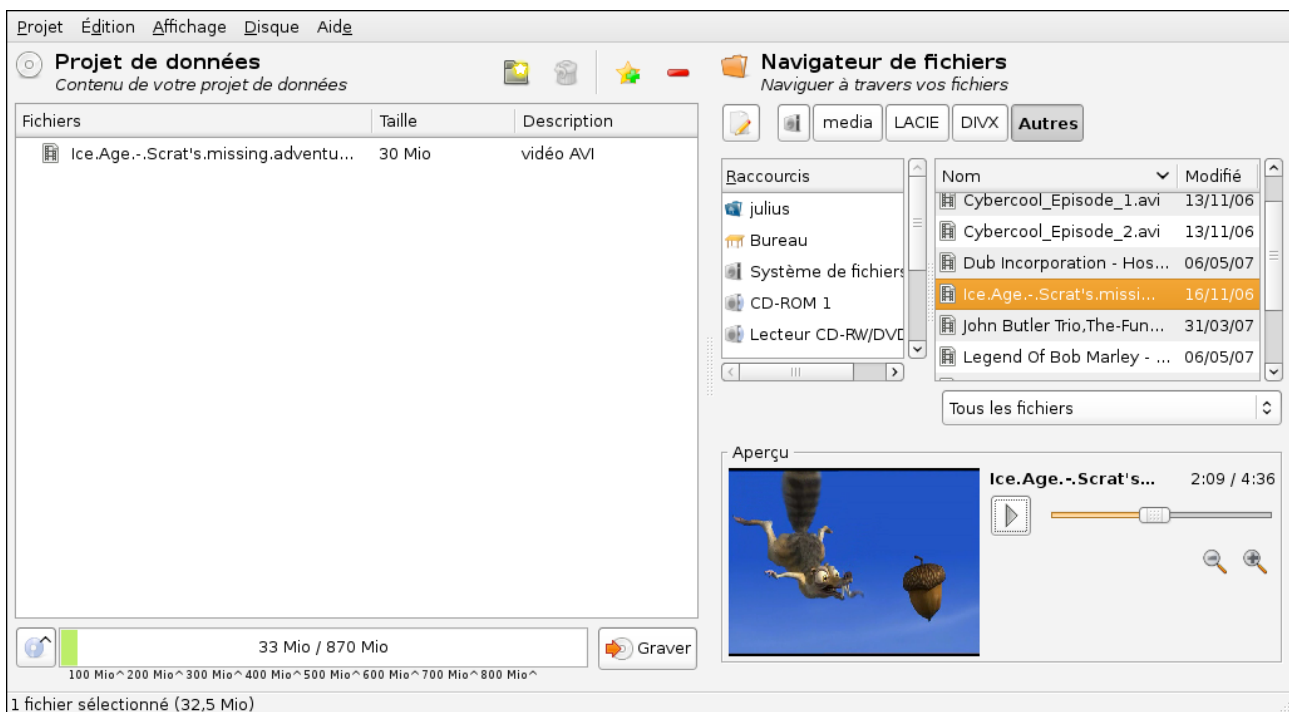 Projet Édition Affichage Disque Aide
Projet de données
Contenu de votre projet de données
Fichiers Taille Description
Ice.Age.-.Scrat's.missing.adventu... 30 Mio vidéo AVI
33 Mio / 870 Mio
Graver
100 Mio^200 Mio^300 Mio^400 Mio^500 Mio^600 Mio^700 Mio^800 Mio^
1 fichier sélectionné (32,5 Mio)
Navigateur de fichiers
Naviguer à travers vos fichiers
media LACIE DIVX Autres
Raccourcis
julius
Bureau
Système de fichiers
CD-ROM 1
Lecteur CD-RW/DVD
Nom Modifié
Cybercool_Episode_1.avi 13/11/06
Cybercool_Episode_2.avi 13/11/06
Dub Incorporation - Hos... 06/05/07
Ice.Age.-.Scrat's.missi... 16/11/06
John Butler Trio,The-Fun... 31/03/07
Legend Of Bob Marley - ... 06/05/07
Tous les fichiers
Aperçu
Ice.Age.-.Scrat's... 2:09 / 4:36